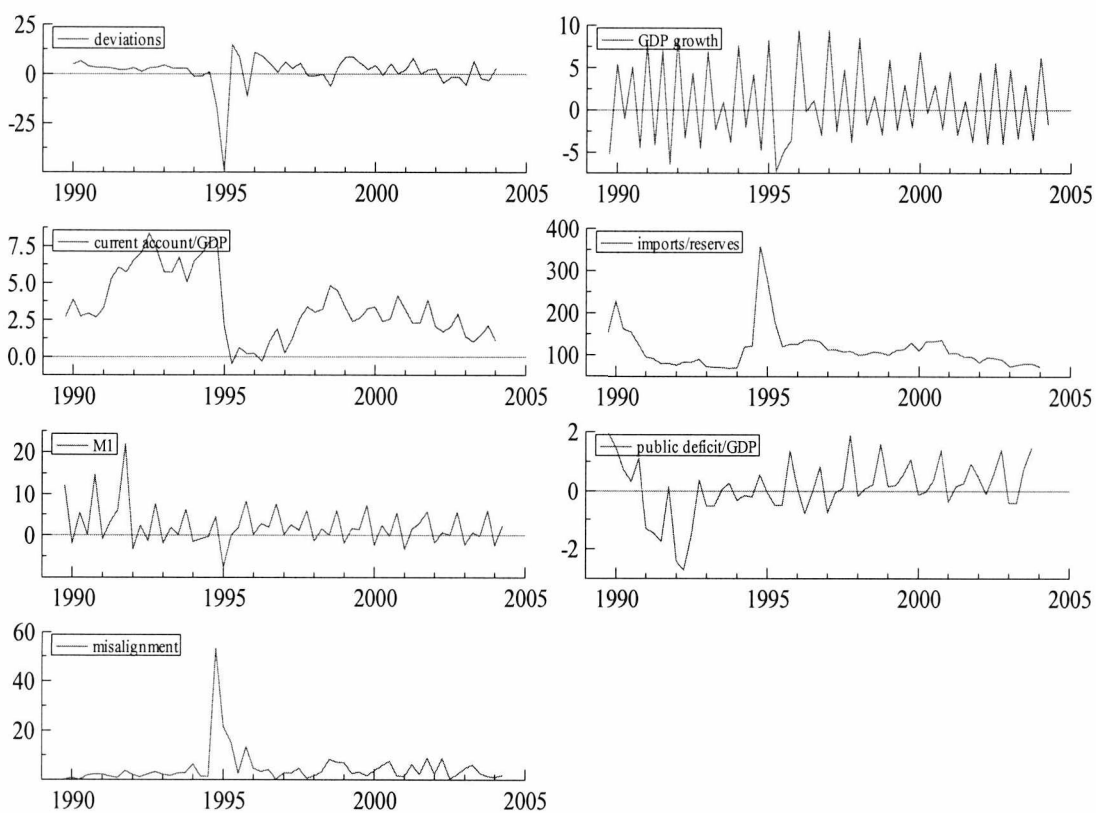 25
deviations
0
-25
1990 1995 2000 2005
10
GDP growth
5
0
-5
1990 1995 2000 2005
7.5
current account/GDP
5.0
2.5
0.0
1990 1995 2000 2005
400
imports/reserves
300
200
100
1990 1995 2000 2005
20
M1
10
0
1990 1995 2000 2005
2
public deficit/GDP
0
-2
1990 1995 2000 2005
60
misalignment
40
20
1990 1995 2000 2005